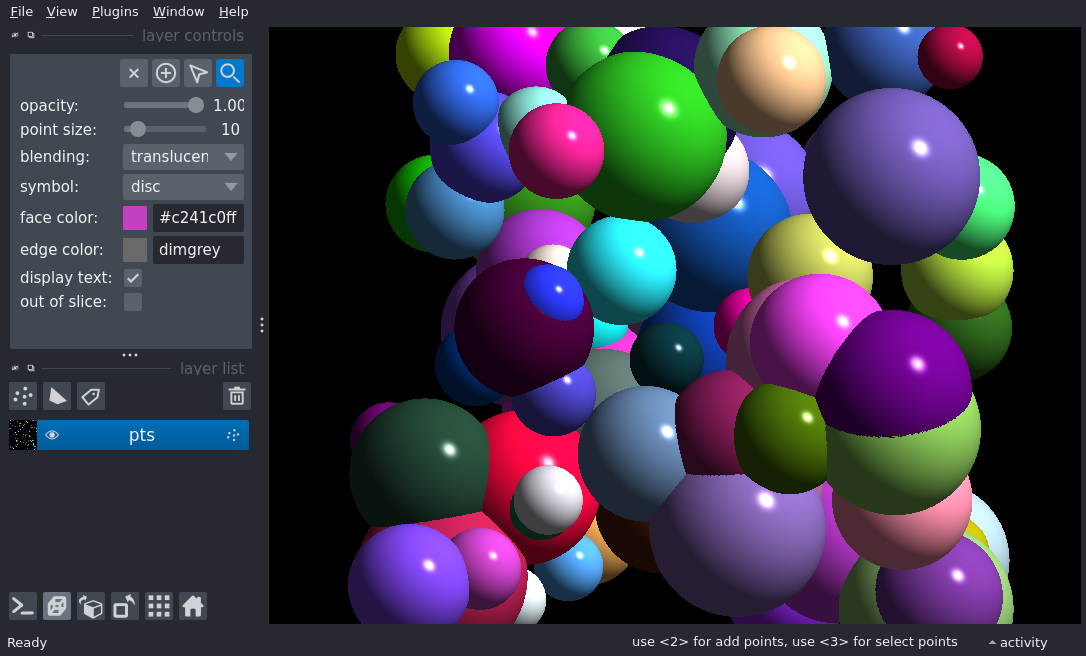 File View Plugins Window Help
layer controls
opacity: 1.00
point size: 10
blending: translucen
symbol: disc
face color: #c241c0ff
edge color: dimgrey
display text:
out of slice:
layer list
pts
Ready
use <2> for add points, use <3> for select points
activity